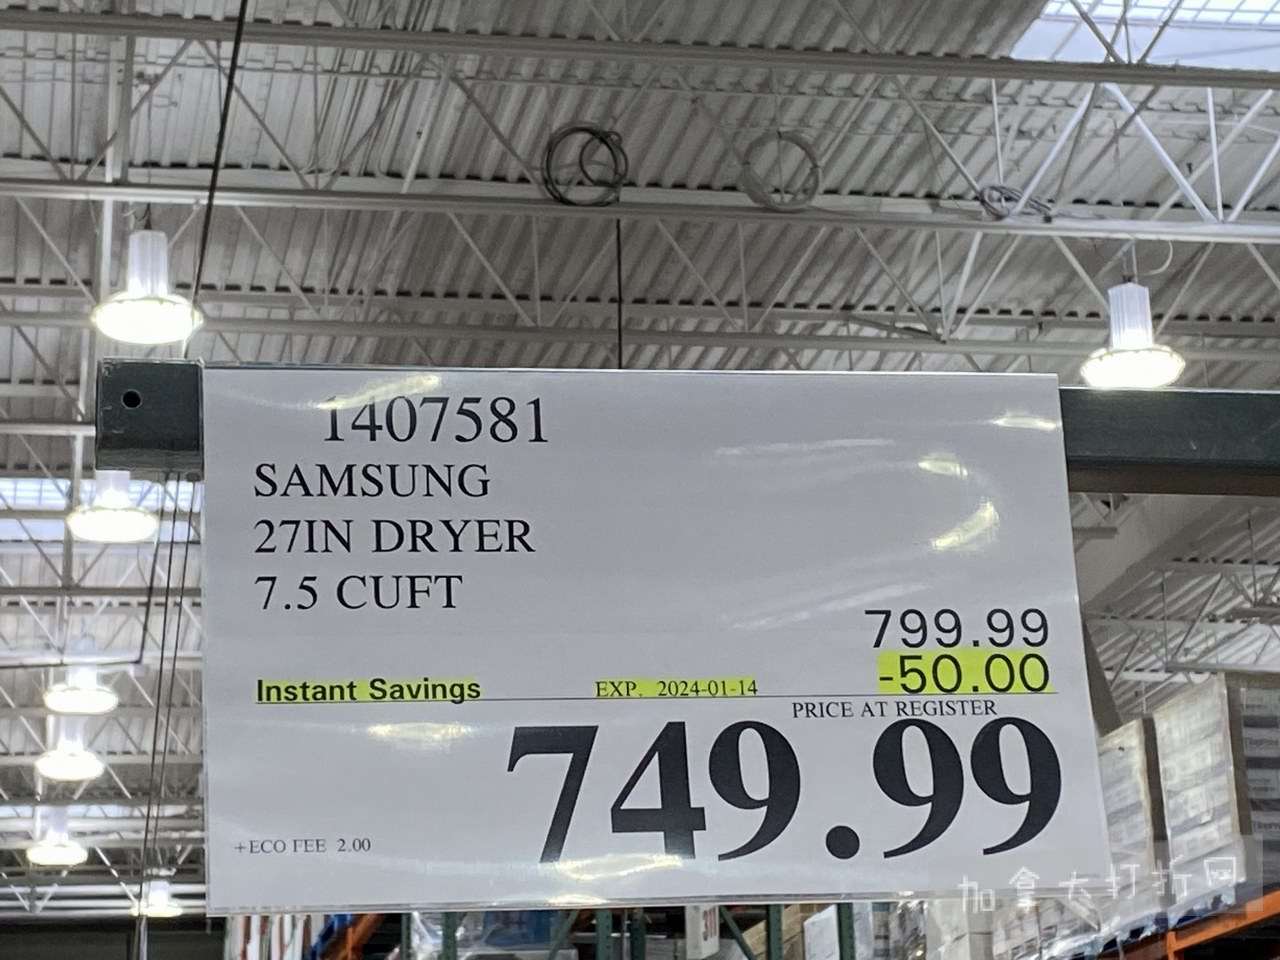 1407581
SAMSUNG
27IN DRYER
7.5 CUFT
799.99
Instant Savings EXP. 2024-01-14 -50.00
PRICE AT REGISTER
749.99
+ECO FEE 2.00
加拿大打折网